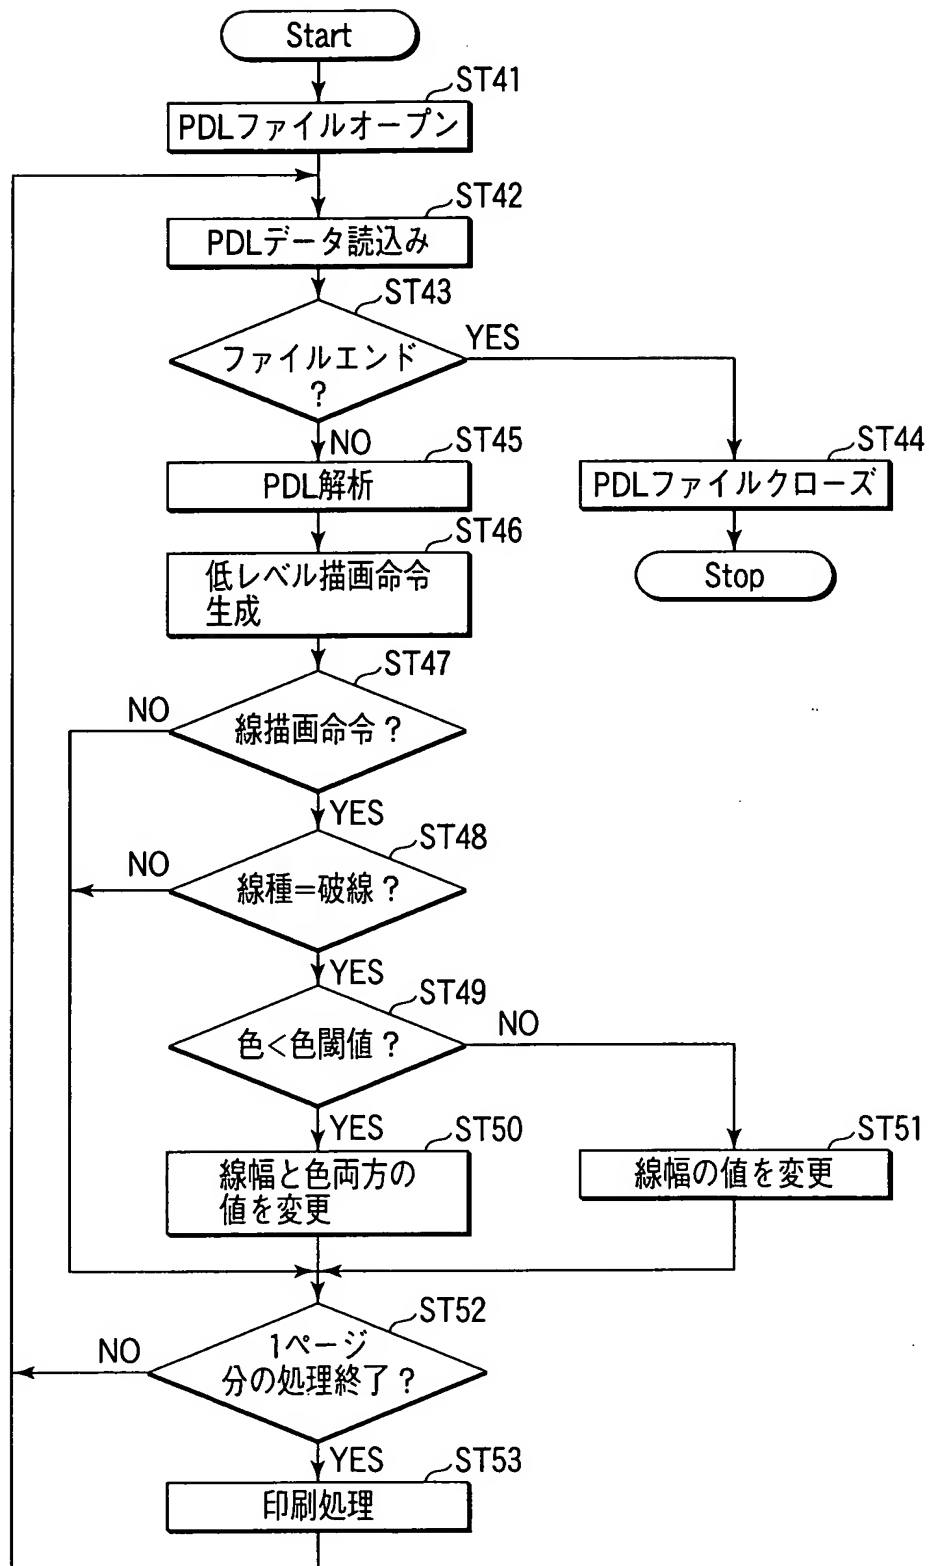 Start
ST41
PDLファイルオープン
ST42
PDLデータ読込み
ST43
ファイルエンド
?
YES
NO
ST45
PDL解析
ST44
PDLファイルクローズ
Stop
ST46
低レベル描画命令
生成
ST47
線描画命令?
NO
YES
ST48
線種=破線?
NO
YES
ST49
色<色閾値?
NO
YES
ST50
線幅と色両方の
値を変更
ST51
線幅の値を変更
ST52
1ページ
分の処理終了?
NO
YES
ST53
印刷処理